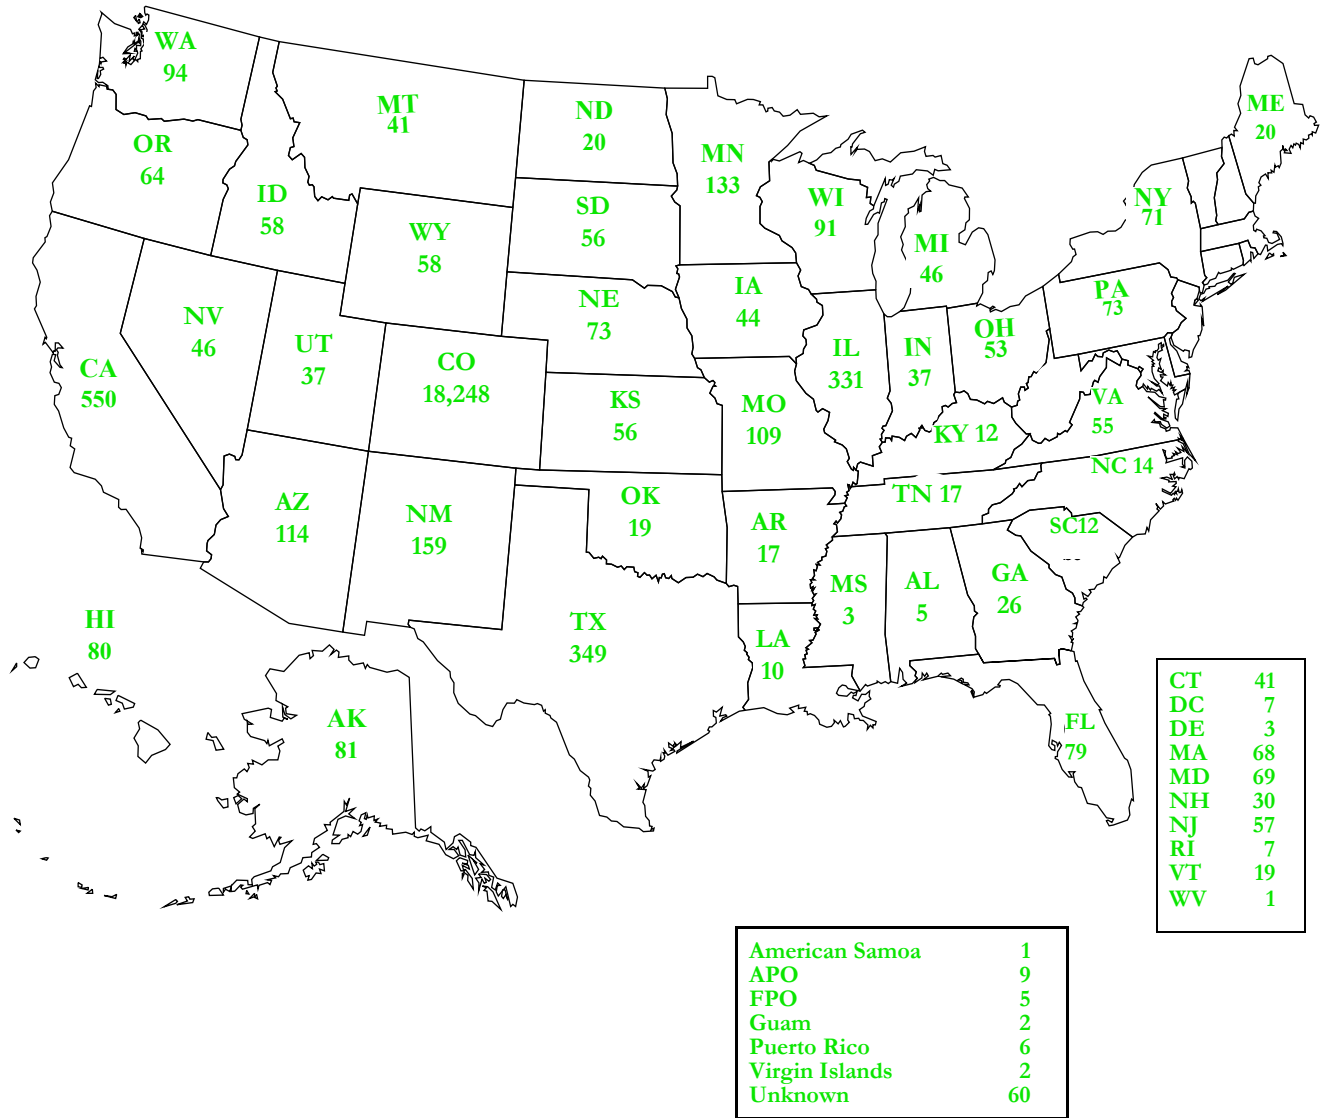 WA
94
MT
41
ND
20
ME
20
OR
64
MN
133
ID
58
WI
91
NY
71
SD
56
WY
58
MI
46
NV
46
NE
73
IA
44
PA
73
UT
37
CO
18,248
IL
331
IN
37
OH
53
CA
550
KS
56
MO
109
VA
55
KY 12
NC 14
AZ
114
NM
159
OK
19
AR
17
TN 17
SC12
MS
3
AL
5
GA
26
HI
80
TX
349
LA
10
AK
81
FL
79
CT 41
DC 7
DE 3
MA 68
MD 69
NH 30
NJ 57
RI 7
VT 19
WV 1
American Samoa 1
APO 9
FPO 5
Guam 2
Puerto Rico 6
Virgin Islands 2
Unknown 60